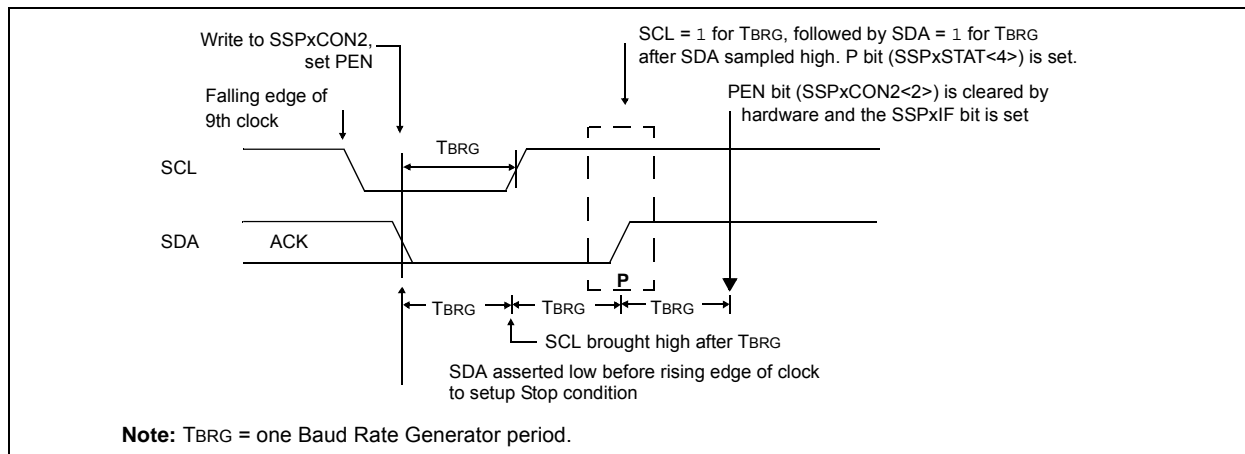 Write to SSPxCON2,
set PEN
SCL = 1 for TBRG, followed by SDA = 1 for TBRG
after SDA sampled high. P bit (SSPxSTAT<4>) is set.
Falling edge of
9th clock
PEN bit (SSPxCON2<2>) is cleared by
hardware and the SSPxIF bit is set
TBRG
SCL
SDA
ACK
P
TBRG
TBRG
TBRG
SCL brought high after TBRG
SDA asserted low before rising edge of clock
to setup Stop condition
Note: TBRG = one Baud Rate Generator period.